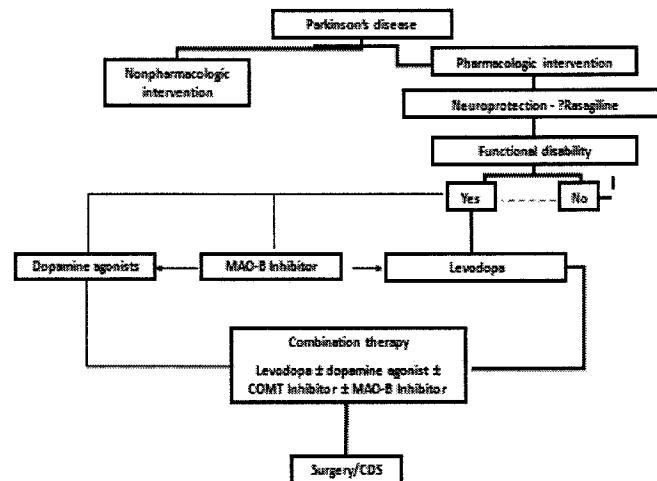 Parkinson's disease
Nonpharmacologic
intervention
Pharmacologic intervention
Neuroprotection - ?Rasagiline
Functional disability
Yes
No
Dopamine agonists
MAO-B Inhibitor
Levodopa
Combination therapy
Levodopa ± dopamine agonist ±
COMT Inhibitor ± MAO-B Inhibitor
Surgery/CDS